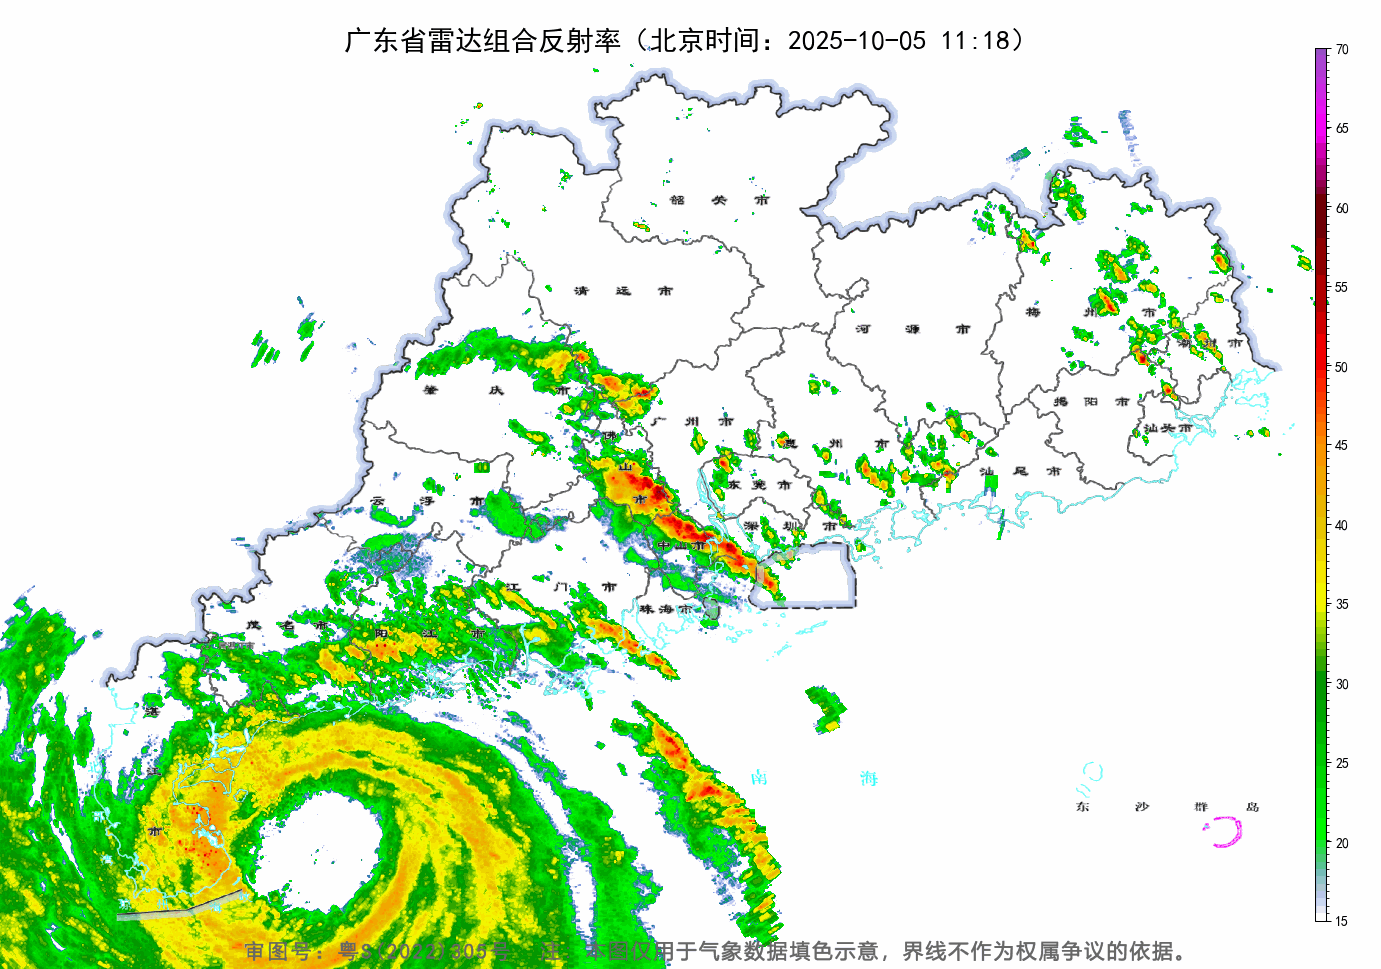 广东省雷达组合反射率（北京时间：2025-10-05 11:18）
70
65
60
55
50
45
40
35
30
25
20
15
韶关市
清远市
河源市
梅州市
潮州市
肇庆市
广州市
惠州市
揭阳市
汕头市
佛山市
东莞市
汕尾市
云浮市
深圳市
中山市
江门市
珠海市
茂名市
阳江市
湛江市
南海
东沙群岛
审图号：粤S(2022)305号 注：本图仅用于气象数据填色示意，界线不作为权属争议的依据。